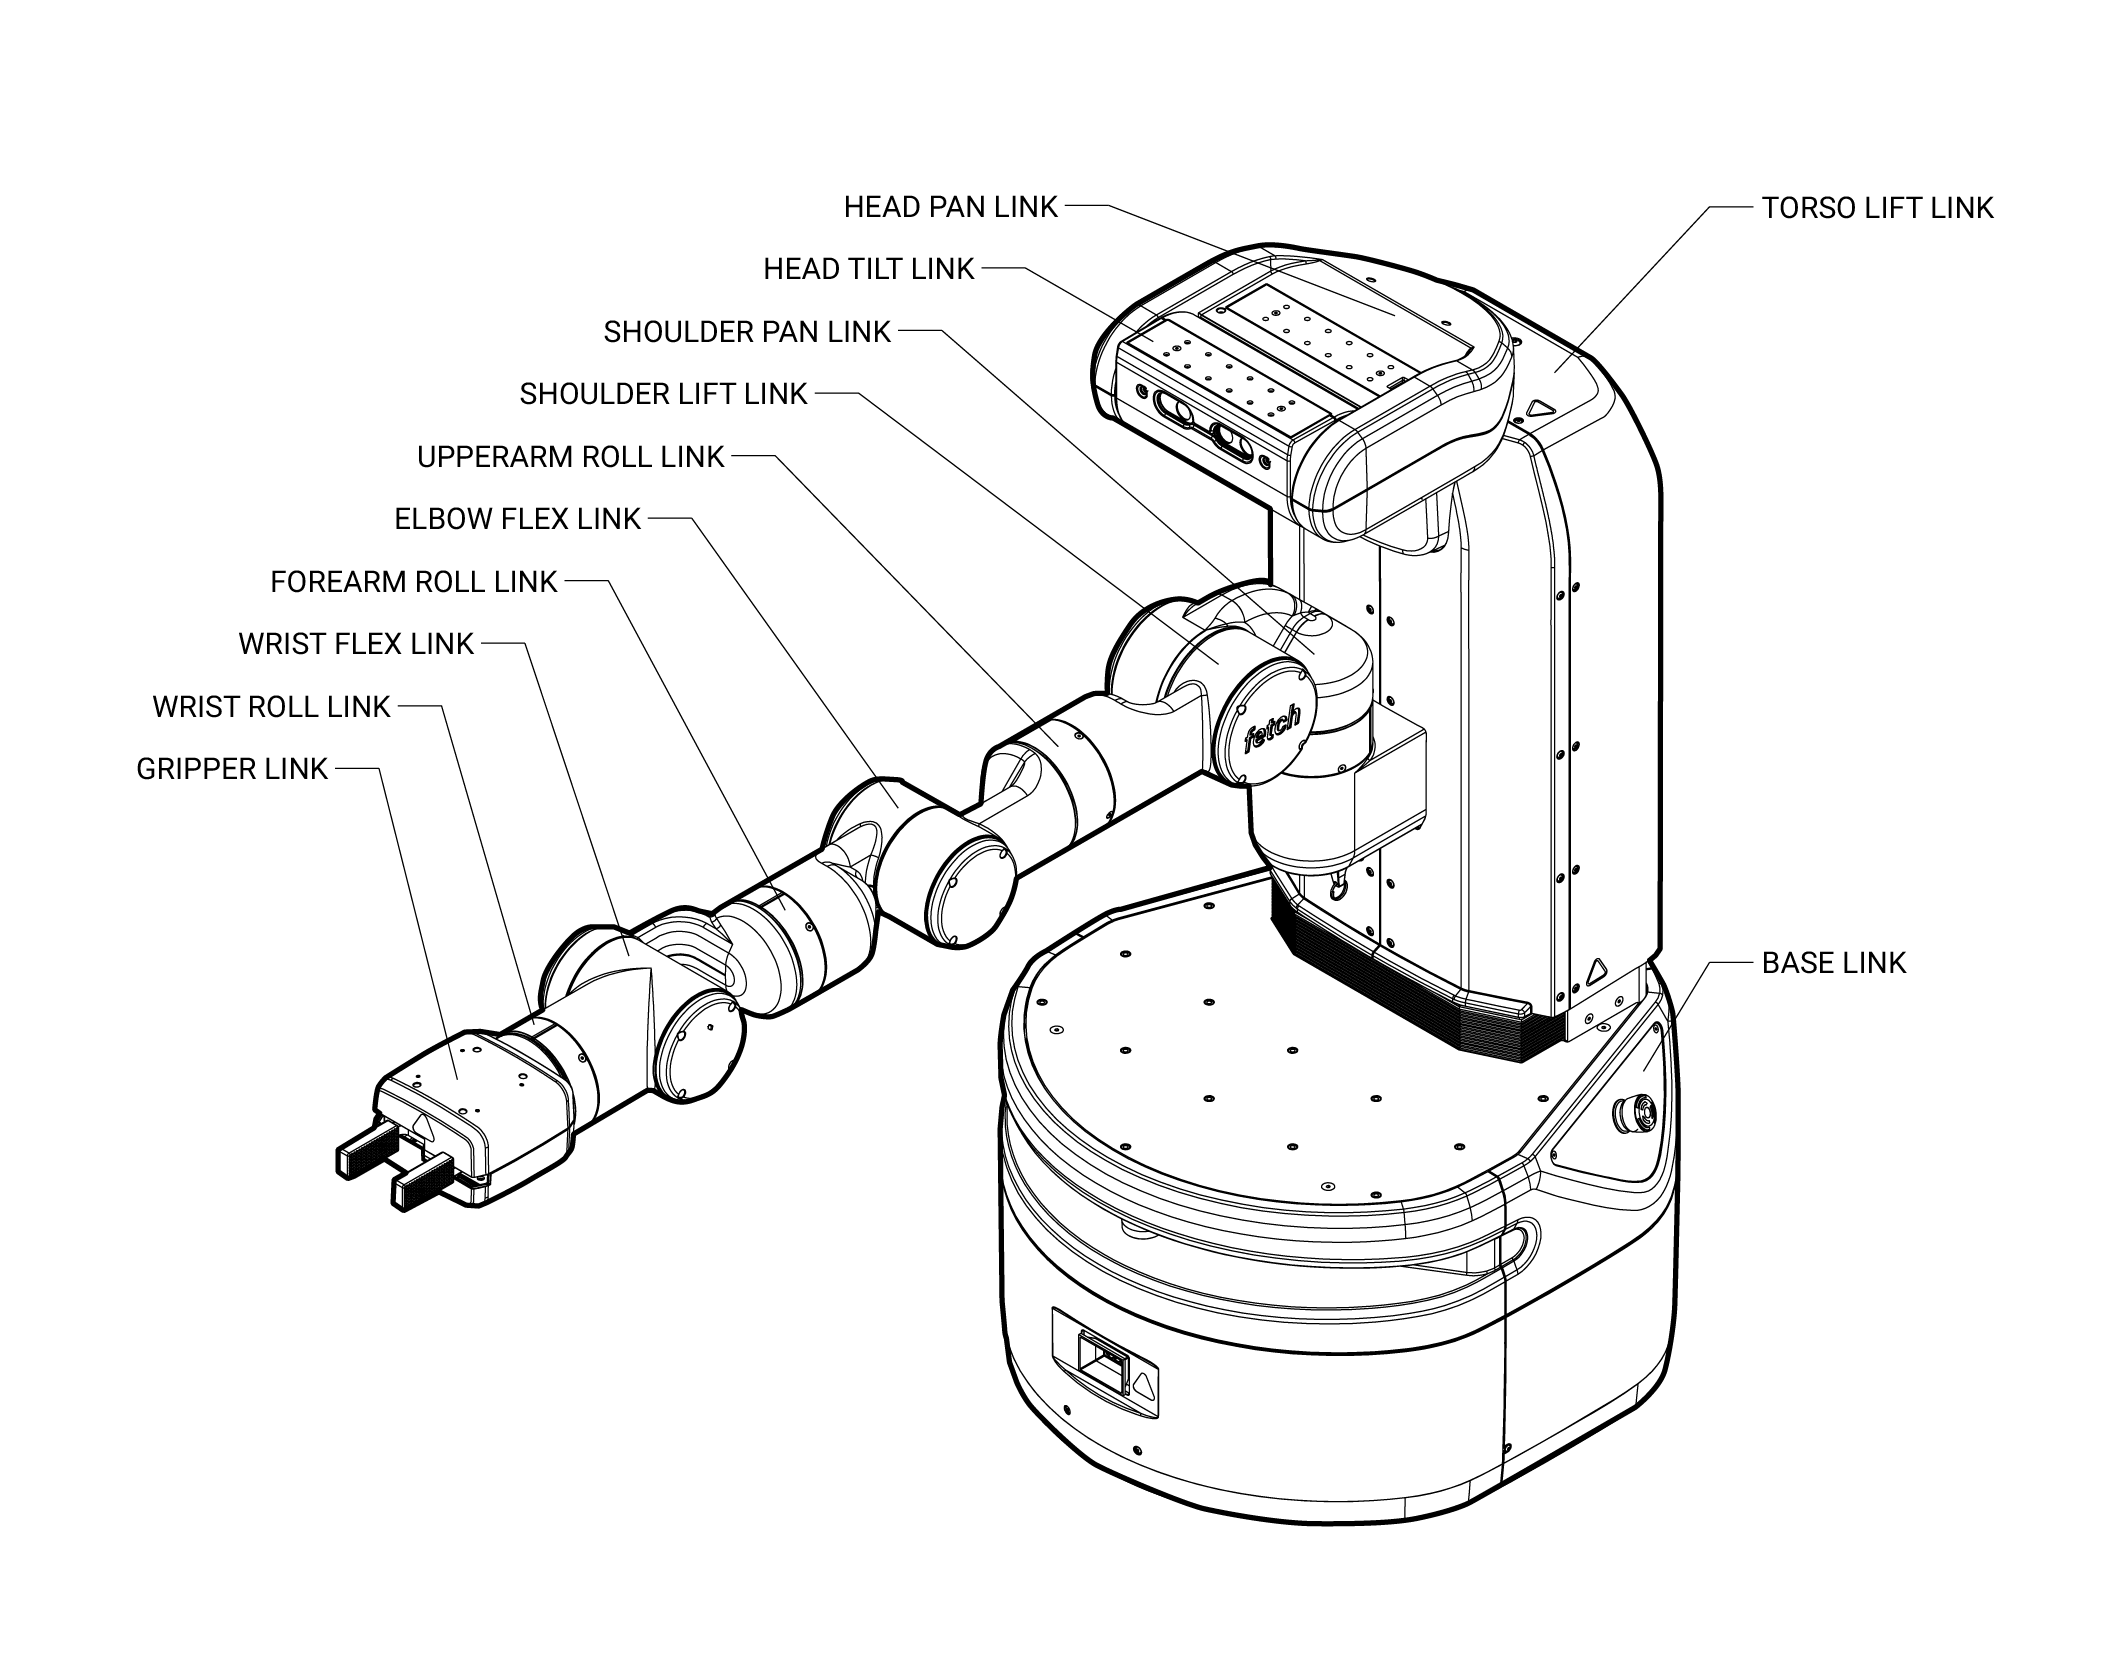 HEAD PAN LINK
TORSO LIFT LINK
HEAD TILT LINK
SHOULDER PAN LINK
SHOULDER LIFT LINK
UPPERARM ROLL LINK
ELBOW FLEX LINK
FOREARM ROLL LINK
WRIST FLEX LINK
WRIST ROLL LINK
fetch
GRIPPER LINK
BASE LINK